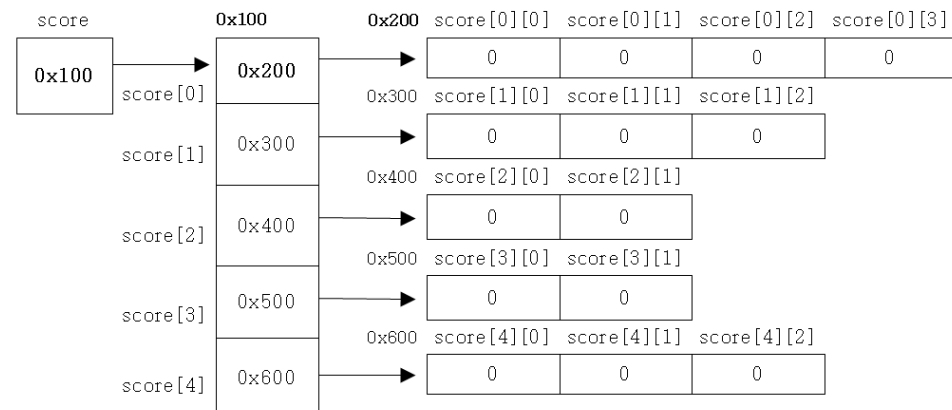 score 0x100 0x200 score[0][0] score[0][1] score[0][2] score[0][3]
0x100 0x200 0 0 0 0
score[0] 0x300 score[1][0] score[1][1] score[1][2]
score[1] 0x300 0 0 0
0x400 score[2][0] score[2][1]
score[2] 0x400 0 0
0x500 score[3][0] score[3][1]
score[3] 0x500 0 0
0x600 score[4][0] score[4][1] score[4][2]
score[4] 0x600 0 0 0